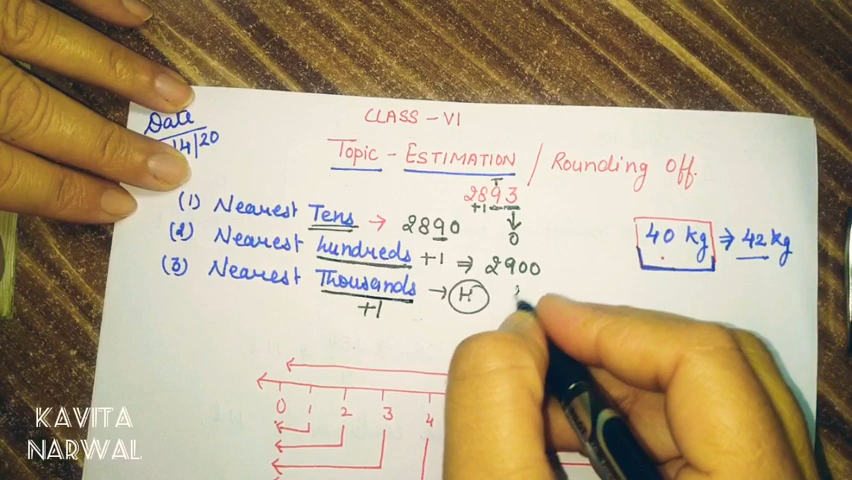 Date
14/20
CLASS - VI
Topic - ESTIMATION / Rounding Off.
T
2893
+1
0
(1) Nearest Tens → 2890
(2) Nearest hundreds +1 ⇒ 2900
(3) Nearest Thousands → H
+1
40 kg ⇒ 42 kg
0 1 2 3 4
KAVITA
NARWAL